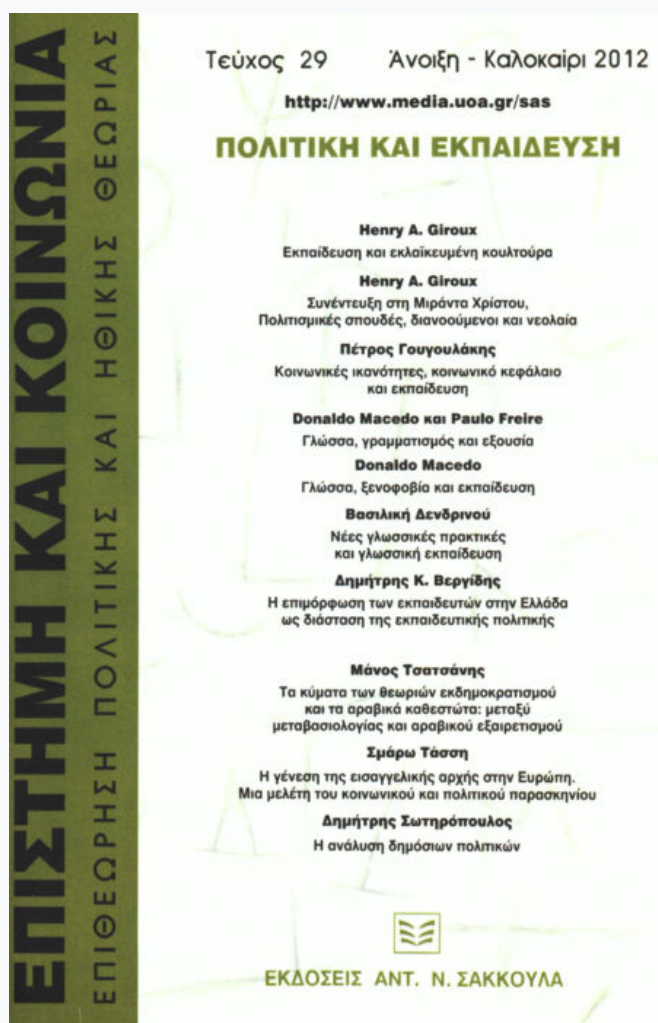 ΕΠΙΣΤΗΜΗ ΚΑΙ ΚΟΙΝΩΝΙΑ
ΕΠΙΘΕΩΡΗΣΗ ΠΟΛΙΤΙΚΗΣ ΚΑΙ ΗΘΙΚΗΣ ΘΕΩΡΙΑΣ
Τεύχος 29 Άνοιξη - Καλοκαίρι 2012
http://www.media.uoa.gr/sas
ΠΟΛΙΤΙΚΗ ΚΑΙ ΕΚΠΑΙΔΕΥΣΗ
Henry A. Giroux
Εκπαίδευση και εκλαϊκευμένη κουλτούρα
Henry A. Giroux
Συνέντευξη στη Μιράντα Χρίστου,
Πολιτισμικές σπουδές, διανοούμενοι και νεολαία
Πέτρος Γουγουλάκης
Κοινωνικές ικανότητες, κοινωνικό κεφάλαιο
και εκπαίδευση
Donaldo Macedo και Paulo Freire
Γλώσσα, γραμματισμός και εξουσία
Donaldo Macedo
Γλώσσα, ξενοφοβία και εκπαίδευση
Βασιλική Δενδρινού
Νέες γλωσσικές πρακτικές
και γλωσσική εκπαίδευση
Δημήτρης Κ. Βεργίδης
Η επιμόρφωση των εκπαιδευτών στην Ελλάδα
ως διάσταση της εκπαιδευτικής πολιτικής
Μάνος Τσατσάνης
Τα κύματα των θεωριών εκδημοκρατισμού
και τα αραβικά καθεστώτα: μεταξύ
μεταβασιολογίας και αραβικού εξαιρετισμού
Σμάρω Τάσση
Η γένεση της εισαγγελικής αρχής στην Ευρώπη.
Μια μελέτη του κοινωνικού και πολιτικού παρασκηνίου
Δημήτρης Σωτηρόπουλος
Η ανάλυση δημόσιων πολιτικών
ΕΚΔΟΣΕΙΣ ΑΝΤ. Ν. ΣΑΚΚΟΥΛΑ